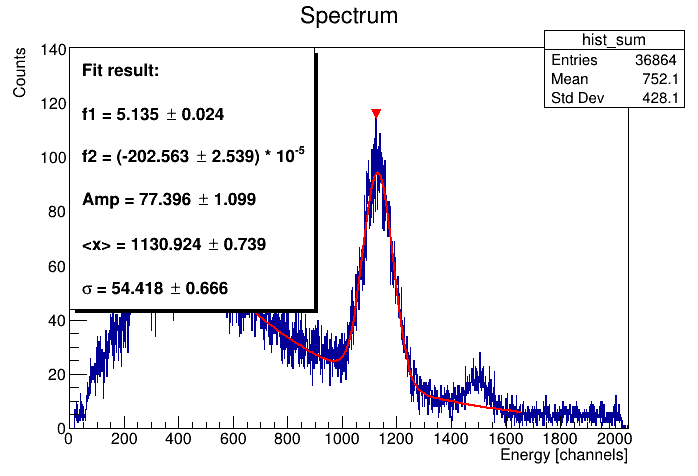 Spectrum
hist_sum
Entries 36864
Mean 752.1
Std Dev 428.1
Counts
140
120
100
80
60
40
20
0
Fit result:
f1 = 5.135 ± 0.024
f2 = (-202.563 ± 2.539) * 10⁻⁵
Amp = 77.396 ± 1.099
<x> = 1130.924 ± 0.739
σ = 54.418 ± 0.666
0 200 400 600 800 1000 1200 1400 1600 1800 2000
Energy [channels]